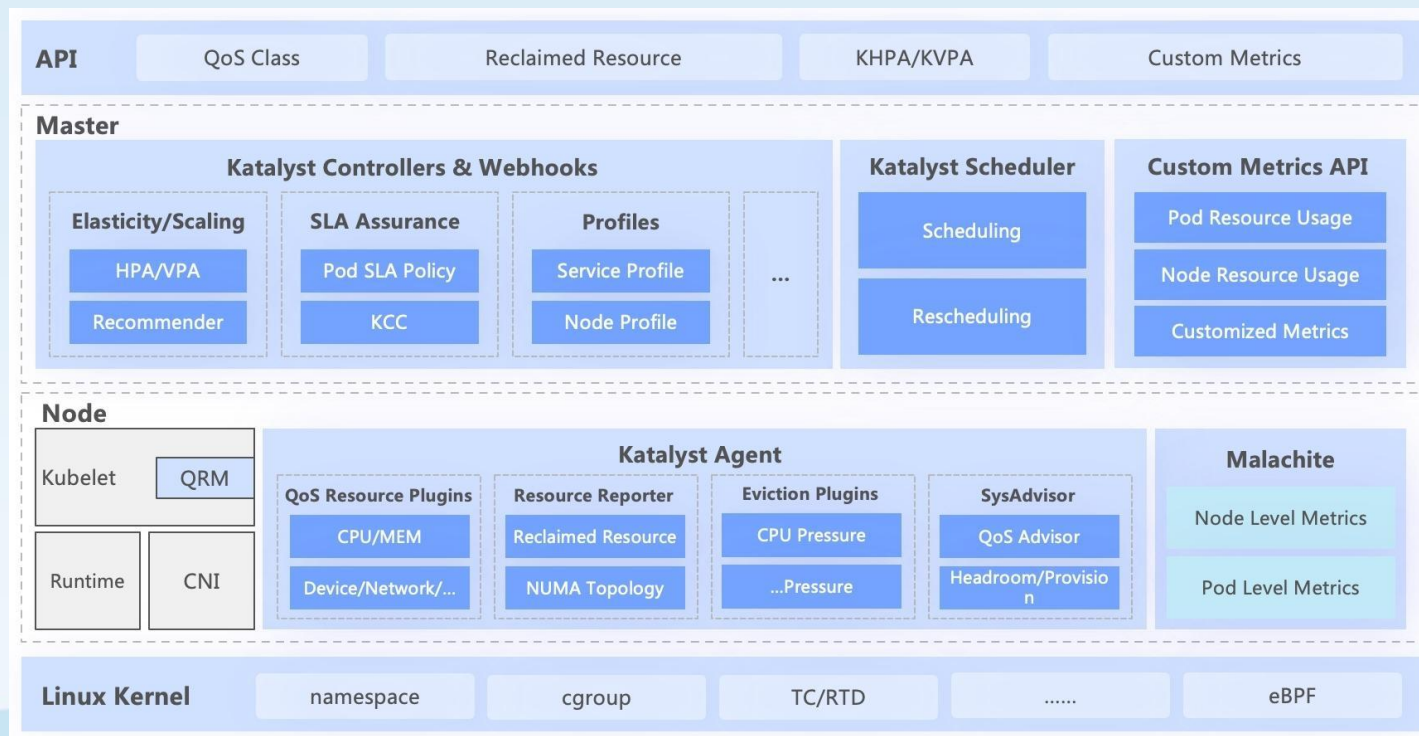 API
QoS Class
Reclaimed Resource
KHPA/KVPA
Custom Metrics
Master
Katalyst Controllers & Webhooks
Elasticity/Scaling
HPA/VPA
Recommender
SLA Assurance
Pod SLA Policy
KCC
Profiles
Service Profile
Node Profile
...
Katalyst Scheduler
Scheduling
Rescheduling
Custom Metrics API
Pod Resource Usage
Node Resource Usage
Customized Metrics
Node
Kubelet
QRM
Runtime
CNI
Katalyst Agent
QoS Resource Plugins
CPU/MEM
Device/Network/...
Resource Reporter
Reclaimed Resource
NUMA Topology
Eviction Plugins
CPU Pressure
...Pressure
SysAdvisor
QoS Advisor
Headroom/Provisio
n
Malachite
Node Level Metrics
Pod Level Metrics
Linux Kernel
namespace
cgroup
TC/RTD
......
eBPF